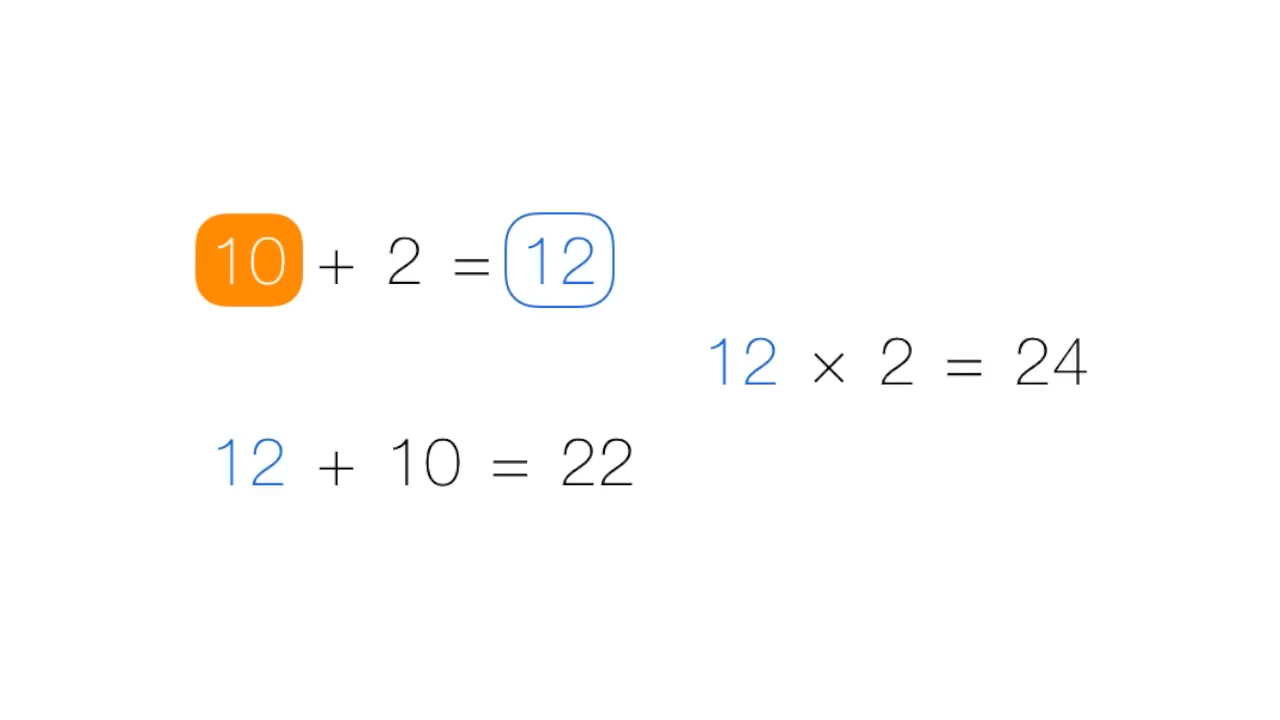 10 + 2 = 12
12 × 2 = 24
12 + 10 = 22